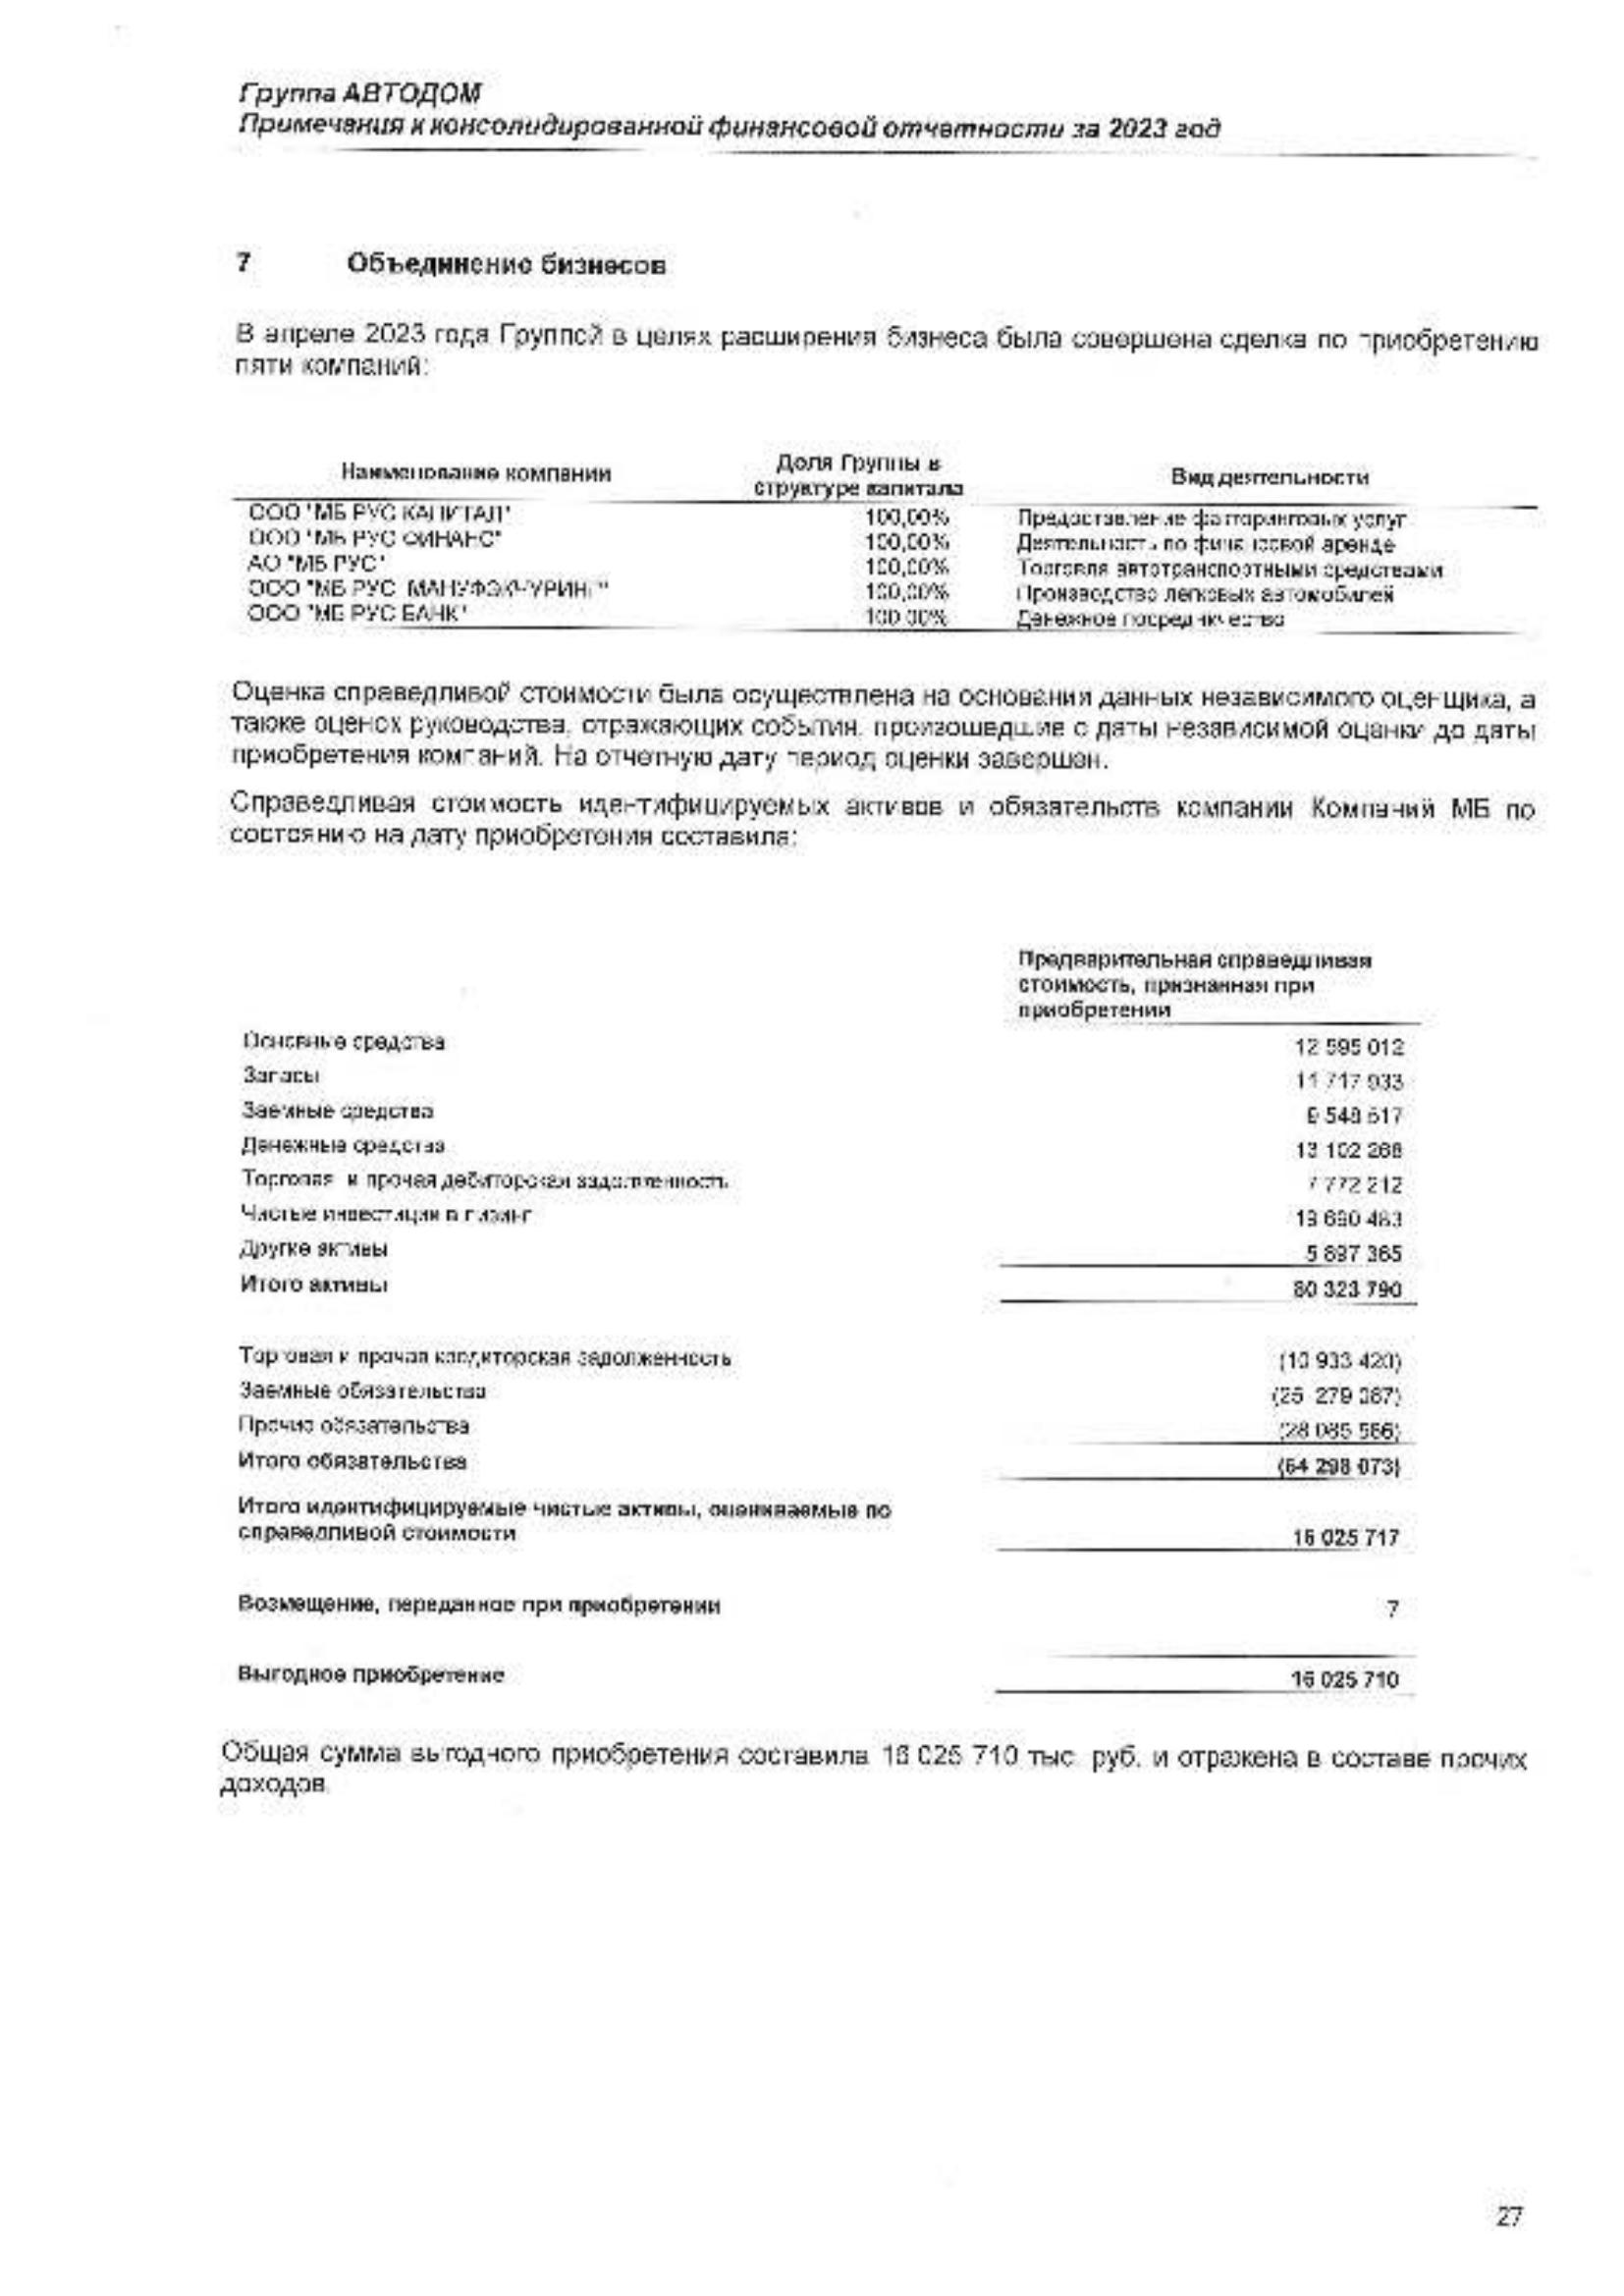 Группа АВТОДОМ
Примечания к консолидированной финансовой отчетности за 2023 год
7 Объединение бизнесов
В апреле 2023 года Группой в целях расширения бизнеса была совершена сделка по приобретению
пяти компаний:
Наименование компании Доля Группы в структуре капитала Вид деятельности
ООО "МБ РУС КАПИТАЛ" 100,00% Предоставление факторинговых услуг
ООО "МБ РУС ФИНАНС" 100,00% Деятельность по финансовой аренде
АО "МБ РУС" 100,00% Торговля автотранспортными средствами
ООО "МБ РУС МАНУФЭКЧУРИНГ" 100,00% Производство легковых автомобилей
ООО "МБ РУС БАНК" 100,00% Денежное посредничество
Оценка справедливой стоимости была осуществлена на основании данных независимого оценщика, а
также оценок руководства, отражающих события, произошедшие с даты независимой оценки до даты
приобретения компаний. На отчетную дату период оценки завершен.
Справедливая стоимость идентифицируемых активов и обязательств компании Компаний МБ по
состоянию на дату приобретения составила:
Предварительная справедливая
стоимость, признанная при
приобретении
Основные средства 12 595 012
Запасы 11 717 933
Заемные средства 9 548 517
Денежные средства 13 102 268
Торговая и прочая дебиторская задолженность 7 772 212
Чистые инвестиции в лизинг 19 690 483
Другие активы 5 897 365
Итого активы 80 323 790
Торговая и прочая кредиторская задолженность (10 933 420)
Заемные обязательства (25 279 087)
Прочие обязательства (28 085 566)
Итого обязательства (64 298 073)
Итого идентифицируемые чистые активы, оцениваемые по
справедливой стоимости 16 025 717
Возмещение, переданное при приобретении 7
Выгодное приобретение 16 025 710
Общая сумма выгодного приобретения составила 16 025 710 тыс. руб. и отражена в составе прочих
доходов.
27